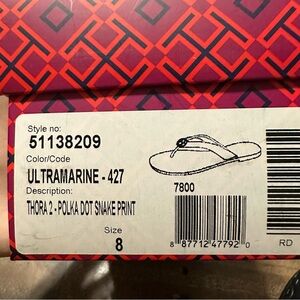 Style no:
51138209
Color/Code
ULTRAMARINE - 427
Description:
THORA 2 - POLKA DOT SNAKE PRINT
7800
Size
8
8 87712 47792 0
RD